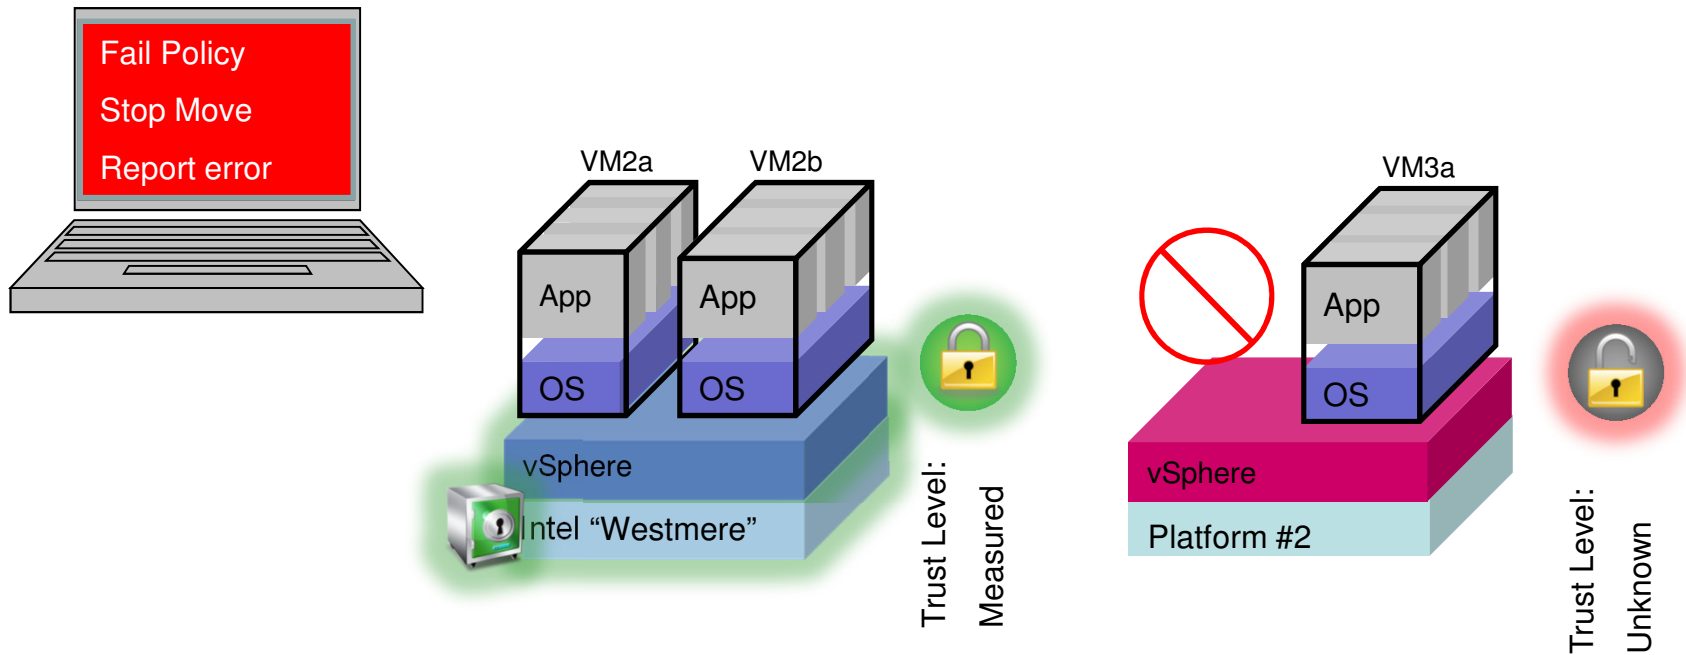 Fail Policy
Stop Move
Report error
VM2a
VM2b
VM3a
App
App
App
OS
OS
OS
vSphere
Intel “Westmere”
Trust Level:
Measured
vSphere
Platform #2
Trust Level:
Unknown